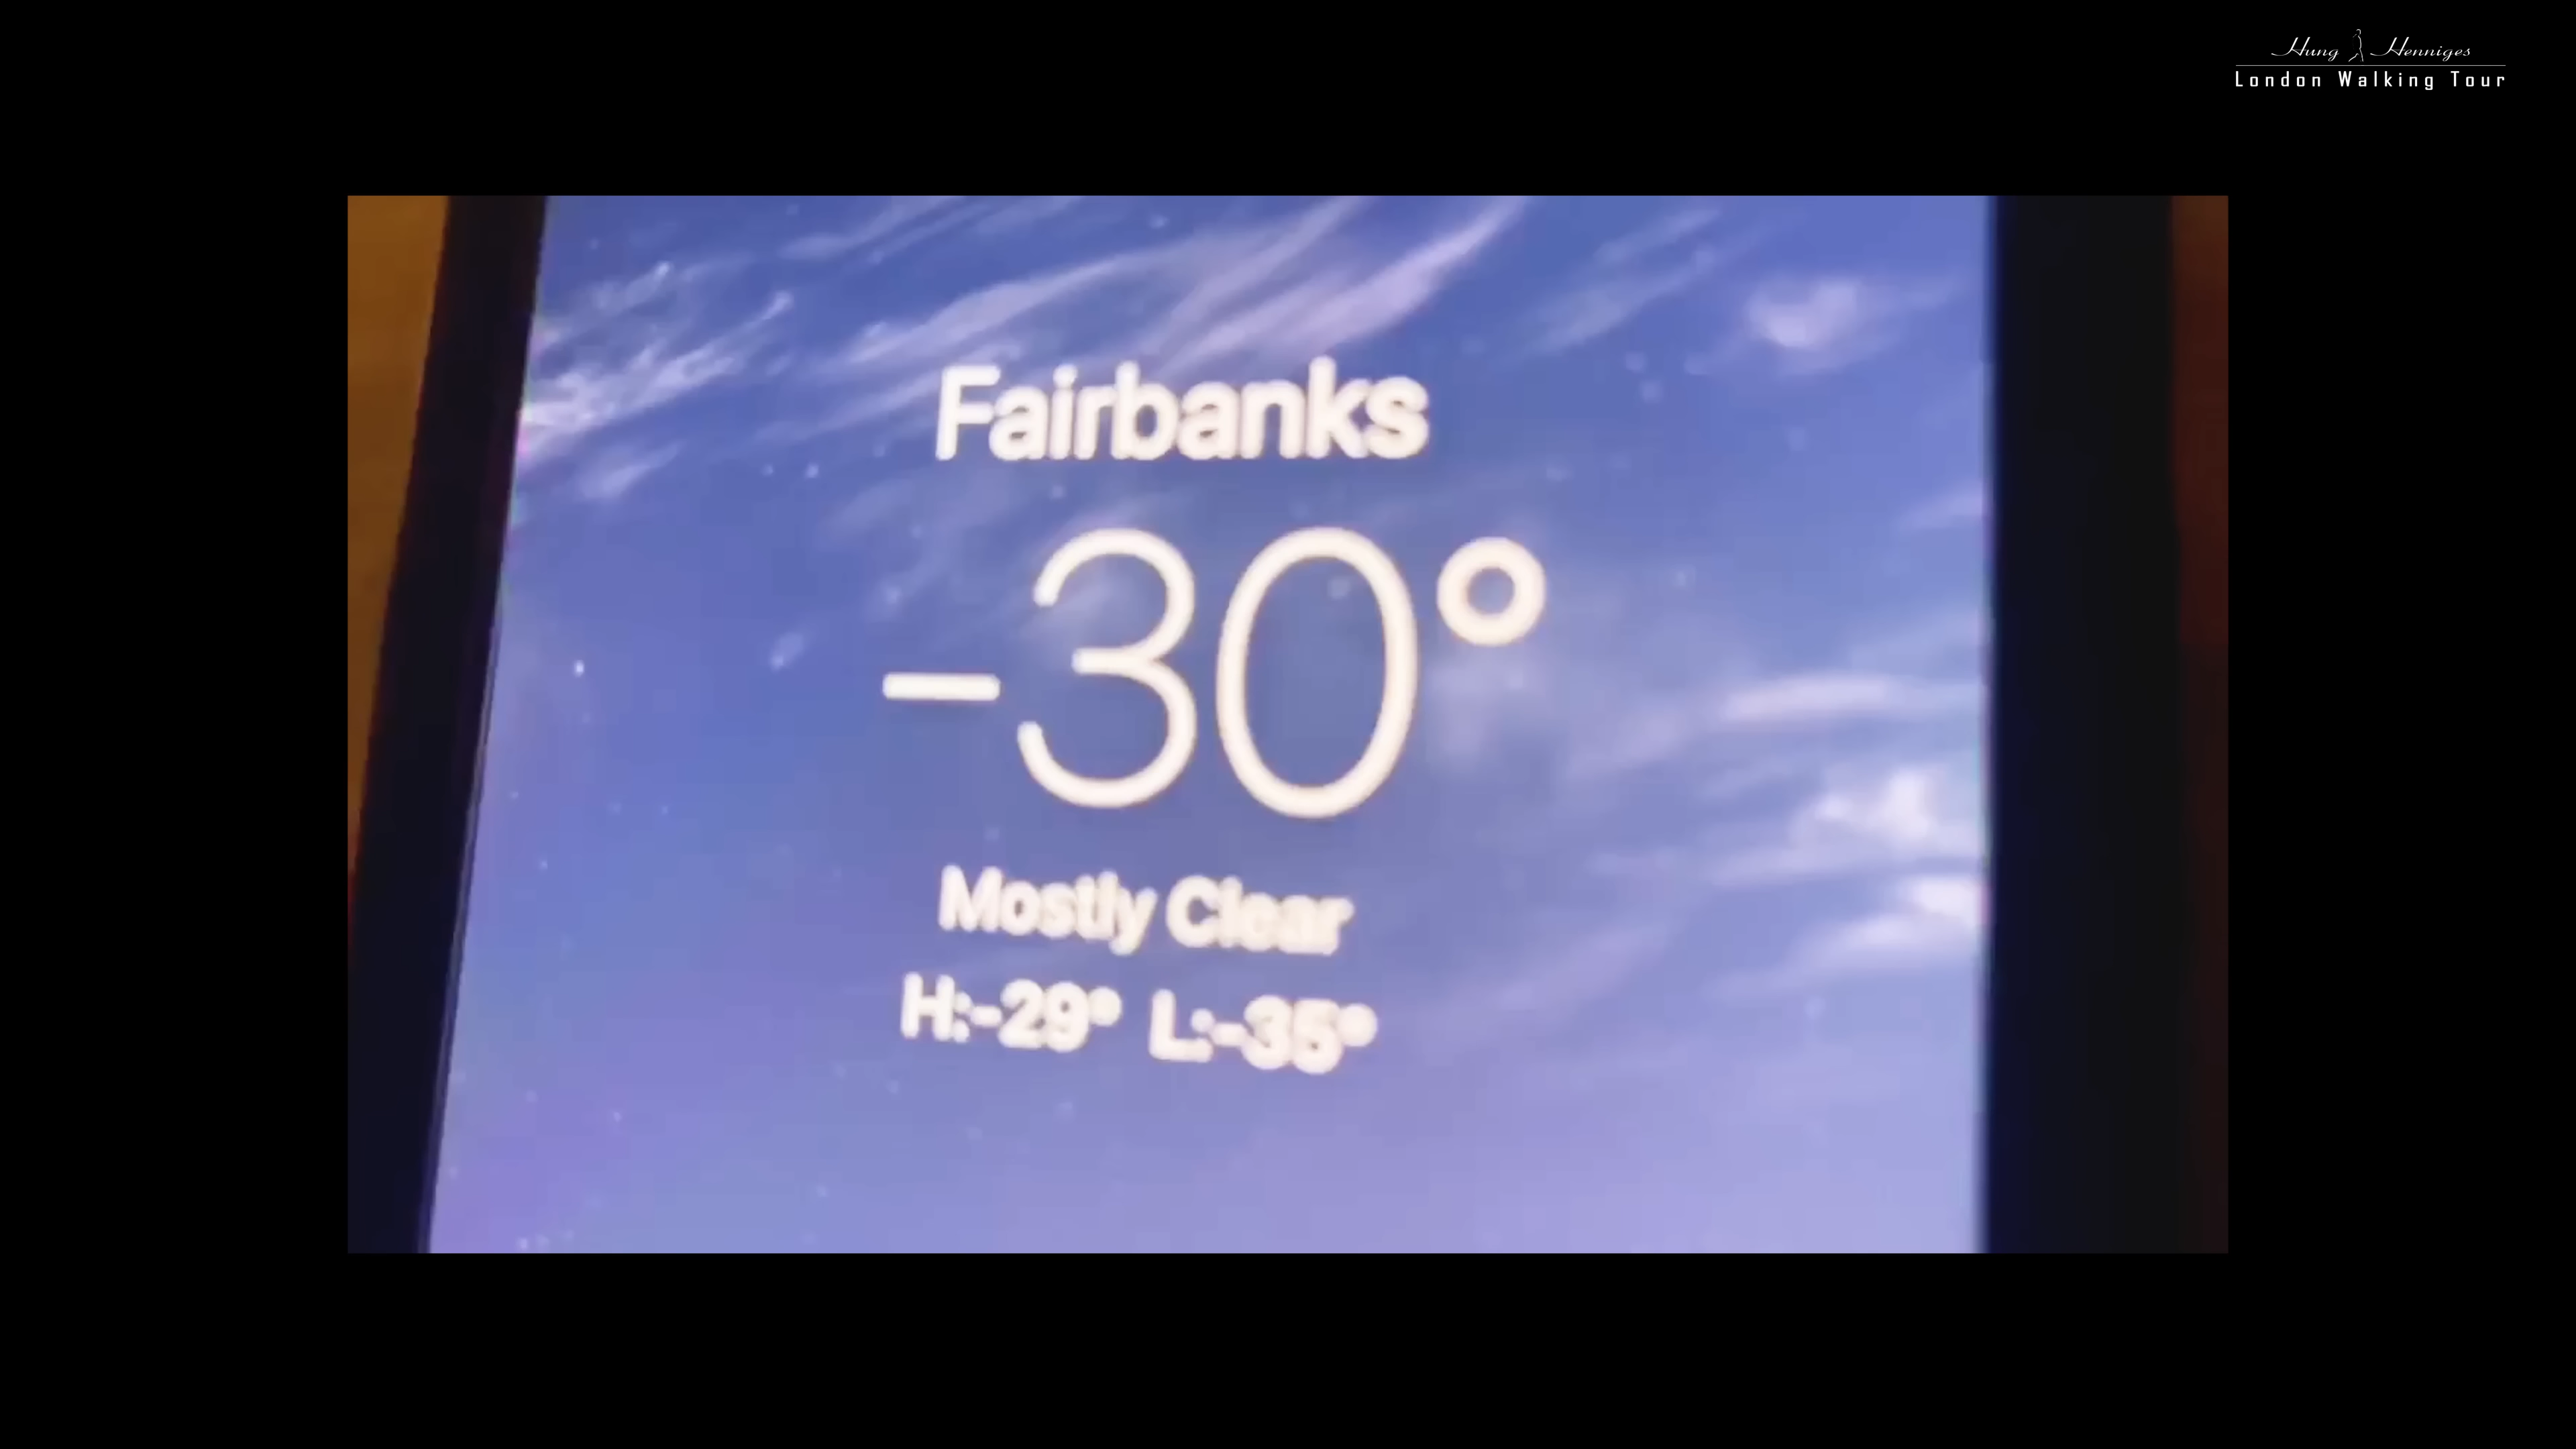 Hung Henniges
London Walking Tour
Fairbanks
-30°
Mostly Clear
H:-29° L:-35°